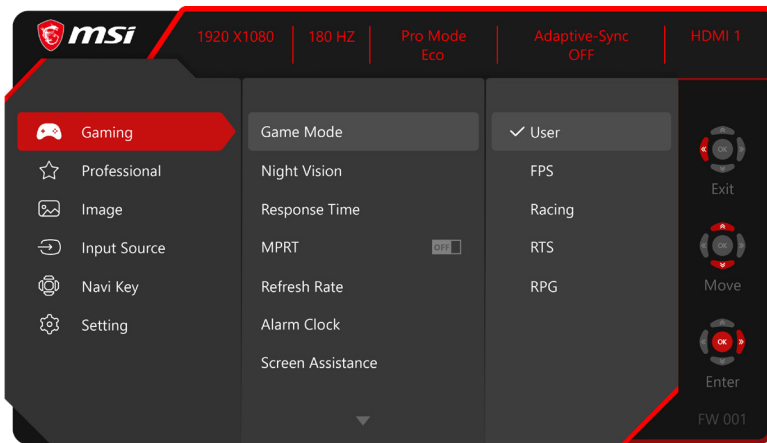 msi
1920 X1080
180 HZ
Pro Mode
Eco
Adaptive-Sync
OFF
HDMI 1
Gaming
Professional
Image
Input Source
Navi Key
Setting
Game Mode
Night Vision
Response Time
MPRT
OFF
Refresh Rate
Alarm Clock
Screen Assistance
User
FPS
Racing
RTS
RPG
OK
Exit
OK
Move
OK
Enter
FW 001